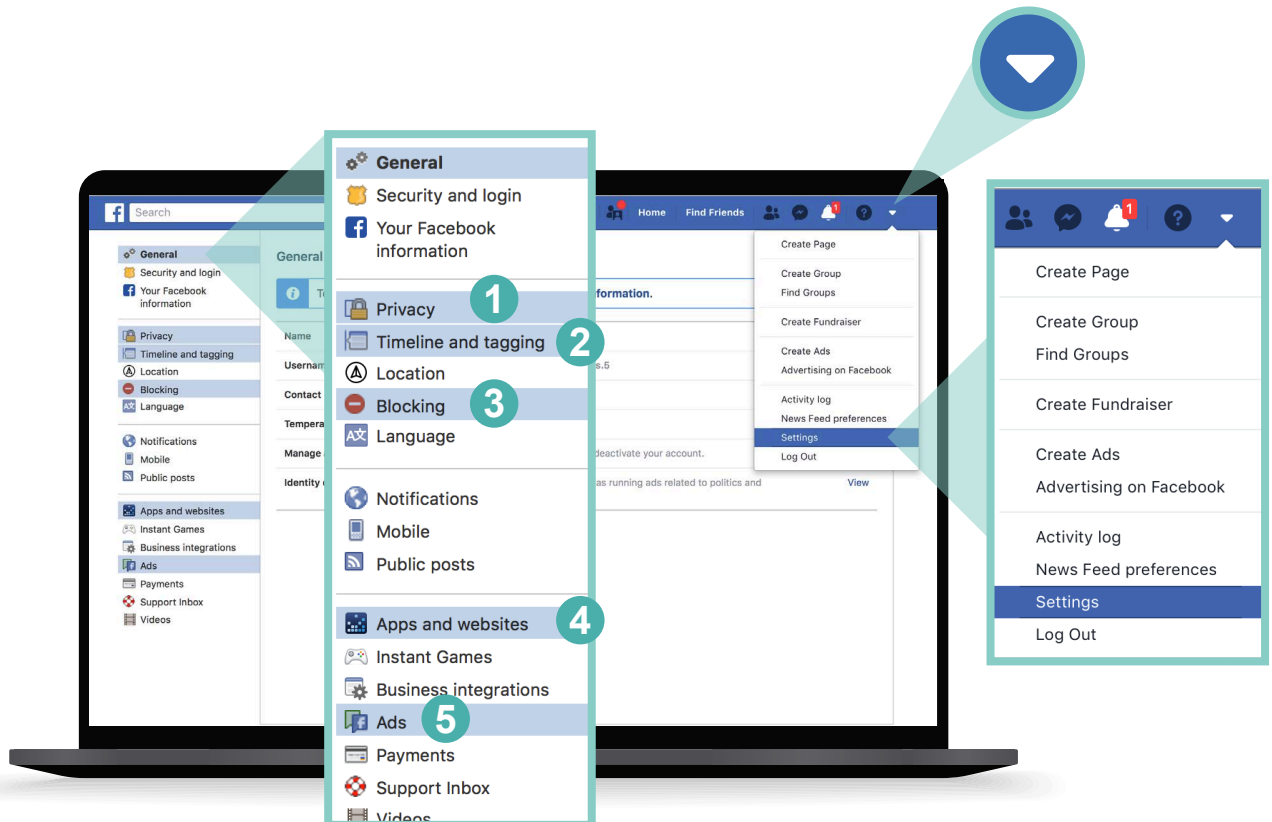 Search
Home
Find Friends
1
General
Security and login
Your Facebook
information
Privacy
Timeline and tagging
Location
Blocking
Language
Notifications
Mobile
Public posts
Apps and websites
Instant Games
Business integrations
Ads
Payments
Support Inbox
Videos
General
formation.
Name
Usernam
s.5
Contact
Tempera
Manage
deactivate your account.
Identity
as running ads related to politics and
View
General
Security and login
Your Facebook
information
Privacy
1
Timeline and tagging
2
Location
Blocking
3
A文
Language
Notifications
Mobile
Public posts
Apps and websites
4
Instant Games
Business integrations
Ads
5
Payments
Support Inbox
Videos
Create Page
Create Group
Find Groups
Create Fundraiser
Create Ads
Advertising on Facebook
Activity log
News Feed preferences
Settings
Log Out
1
Create Page
Create Group
Find Groups
Create Fundraiser
Create Ads
Advertising on Facebook
Activity log
News Feed preferences
Settings
Log Out